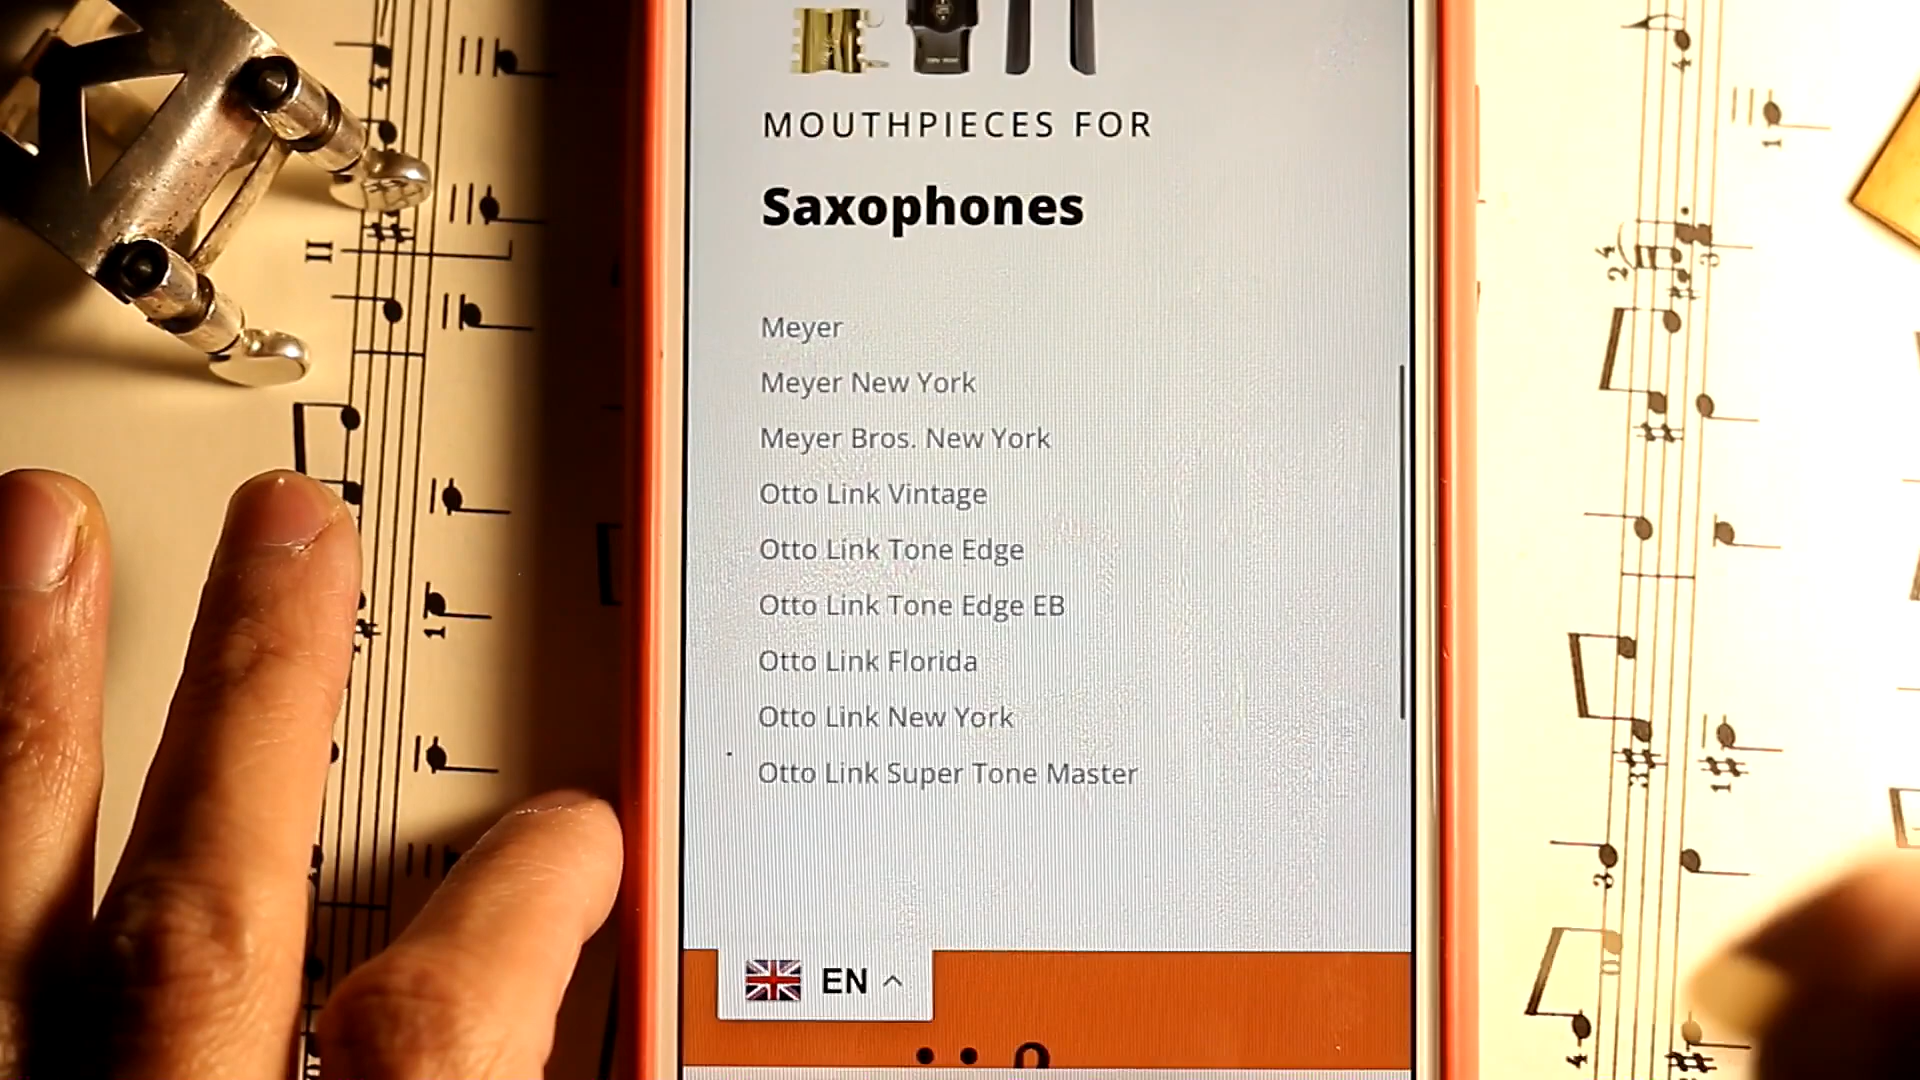 MOUTHPIECES FOR
Saxophones
Meyer
Meyer New York
Meyer Bros. New York
Otto Link Vintage
Otto Link Tone Edge
Otto Link Tone Edge EB
Otto Link Florida
Otto Link New York
Otto Link Super Tone Master
EN
II